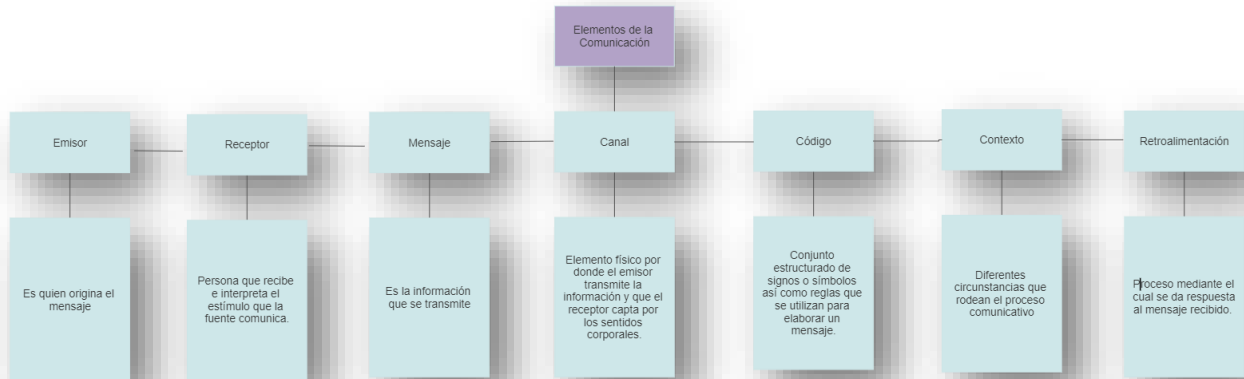 Elementos de la
Comunicación
Emisor
Receptor
Mensaje
Canal
Código
Contexto
Retroalimentación
Es quien origina el
mensaje
Persona que recibe
e interpreta el
estímulo que la
fuente comunica.
Es la información
que se transmite
Elemento físico por
donde el emisor
transmite la
información y que el
receptor capta por
los sentidos
corporales.
Conjunto
estructurado de
signos o símbolos
así como reglas que
se utilizan para
elaborar un
mensaje.
Diferentes
circunstancias que
rodean el proceso
comunicativo
Proceso mediante el
cual se da respuesta
al mensaje recibido.